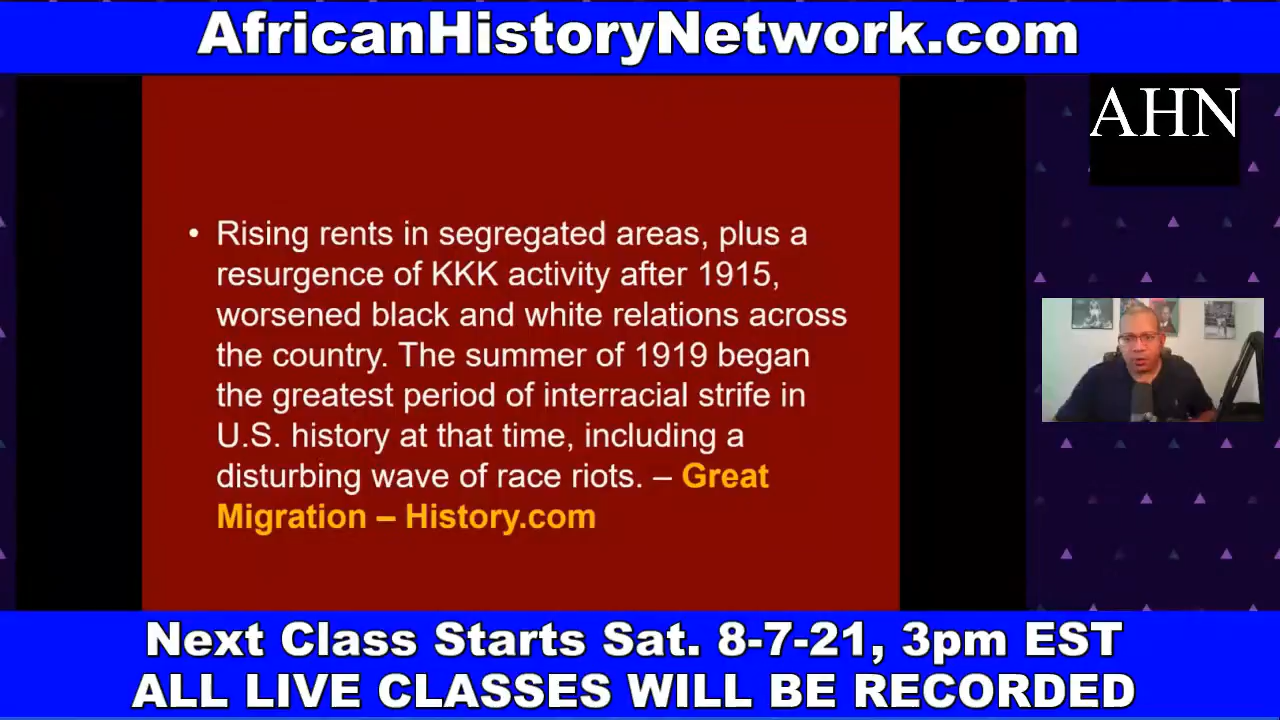 AfricanHistoryNetwork.com
AHN
• Rising rents in segregated areas, plus a
resurgence of KKK activity after 1915,
worsened black and white relations across
the country. The summer of 1919 began
the greatest period of interracial strife in
U.S. history at that time, including a
disturbing wave of race riots. – Great
Migration – History.com
Next Class Starts Sat. 8-7-21, 3pm EST
ALL LIVE CLASSES WILL BE RECORDED